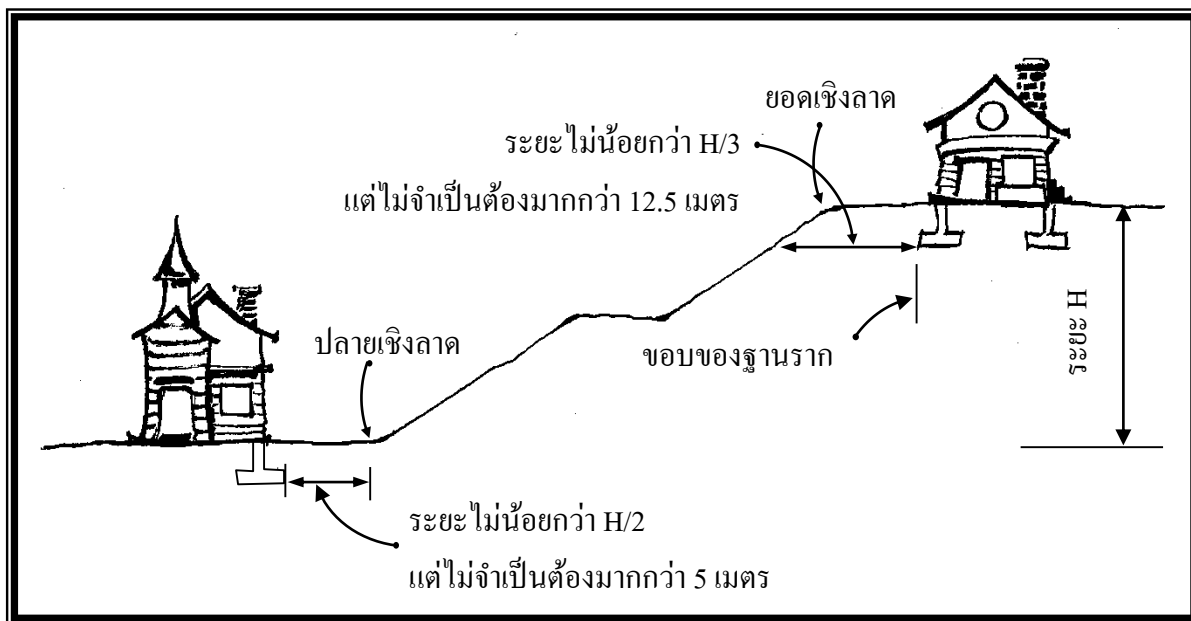 ยอดเชิงลาด
ระยะไม่น้อยกว่า H/3
แต่ไม่จำเป็นต้องมากกว่า 12.5 เมตร
ระยะ H
ปลายเชิงลาด
ขอบของฐานราก
ระยะไม่น้อยกว่า H/2
แต่ไม่จำเป็นต้องมากกว่า 5 เมตร